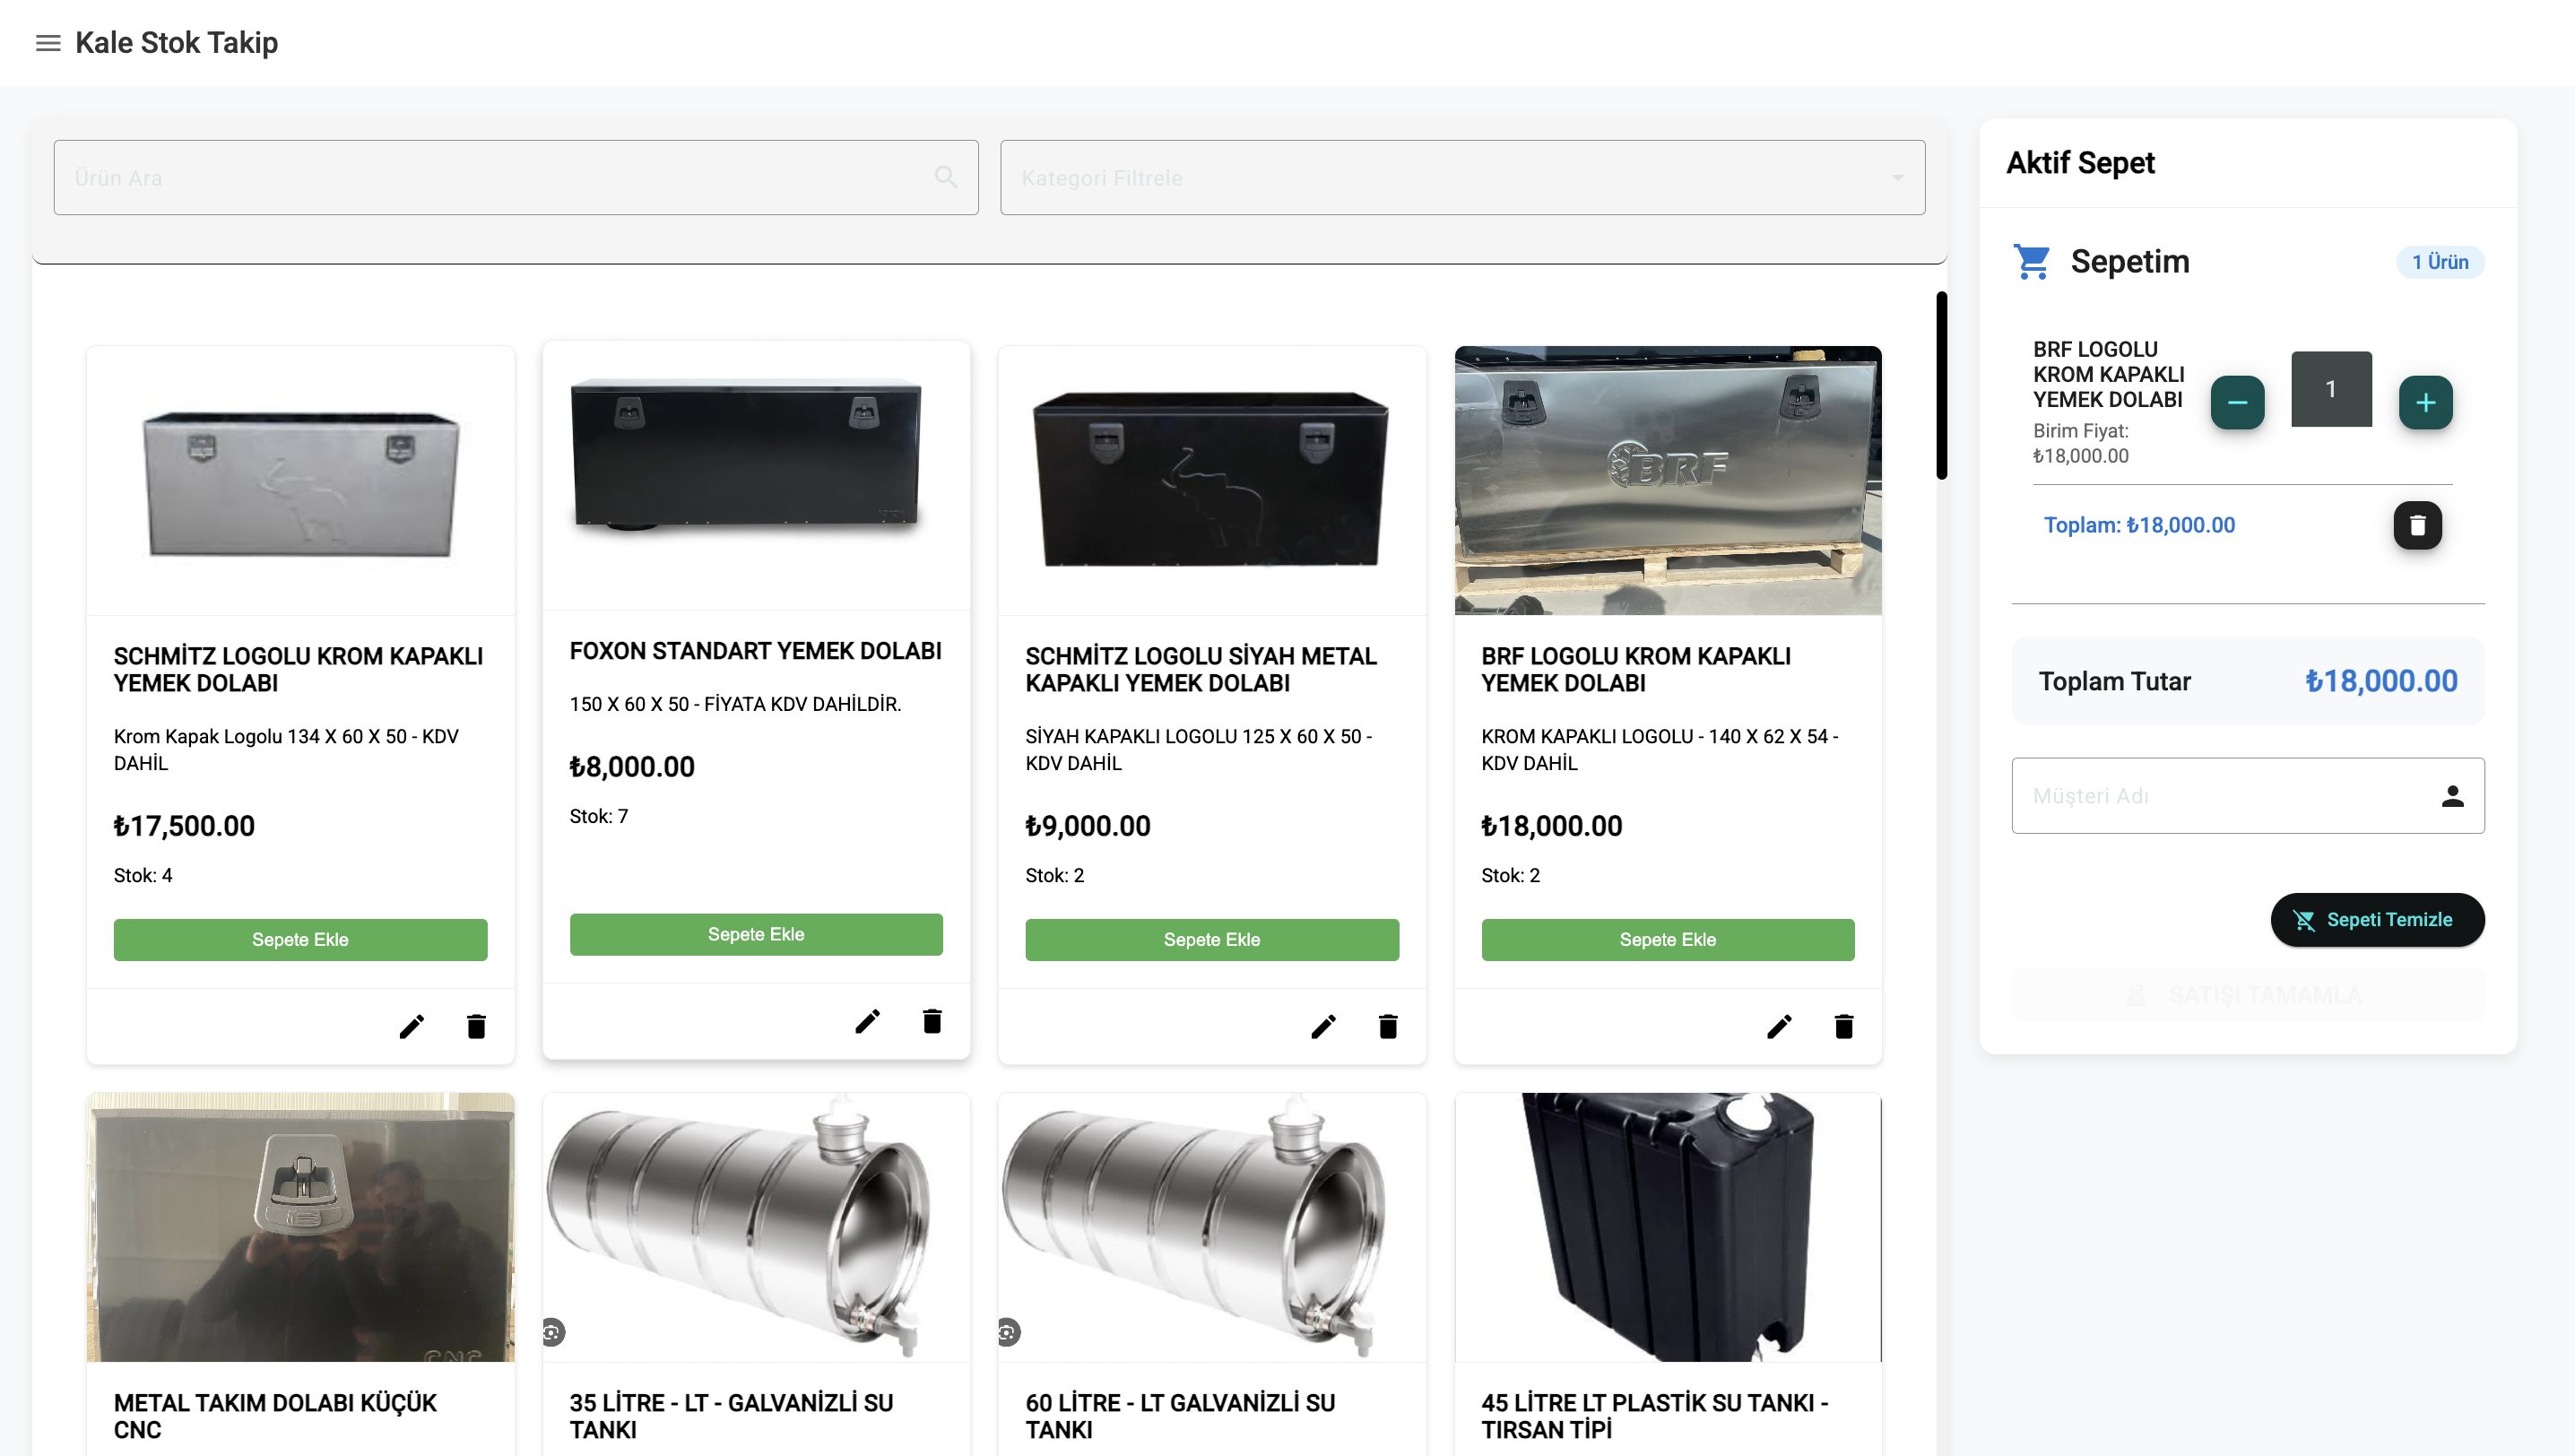 Kale Stok Takip
Ürün Ara
Kategori Filtrele
Aktif Sepet
Sepetim
1 Ürün
BRF LOGOLU
KROM KAPAKLI
YEMEK DOLABI
Birim Fiyat:
₺18,000.00
1
Toplam: ₺18,000.00
Toplam Tutar
₺18,000.00
Müşteri Adı
Sepeti Temizle
SATIŞI TAMAMLA
SCHMİTZ LOGOLU KROM KAPAKLI
YEMEK DOLABI
Krom Kapak Logolu 134 X 60 X 50 - KDV
DAHİL
₺17,500.00
Stok: 4
Sepete Ekle
FOXON STANDART YEMEK DOLABI
150 X 60 X 50 - FİYATA KDV DAHİLDİR.
₺8,000.00
Stok: 7
Sepete Ekle
SCHMİTZ LOGOLU SİYAH METAL
KAPAKLI YEMEK DOLABI
SİYAH KAPAKLI LOGOLU 125 X 60 X 50 -
KDV DAHİL
₺9,000.00
Stok: 2
Sepete Ekle
BRF
BRF LOGOLU KROM KAPAKLI
YEMEK DOLABI
KROM KAPAKLI LOGOLU - 140 X 62 X 54 -
KDV DAHİL
₺18,000.00
Stok: 2
Sepete Ekle
CNC
METAL TAKIM DOLABI KÜÇÜK
CNC
35 LİTRE - LT - GALVANİZLİ SU
TANKI
60 LİTRE - LT GALVANİZLİ SU
TANKI
45 LİTRE LT PLASTİK SU TANKI -
TIRSAN TİPİ